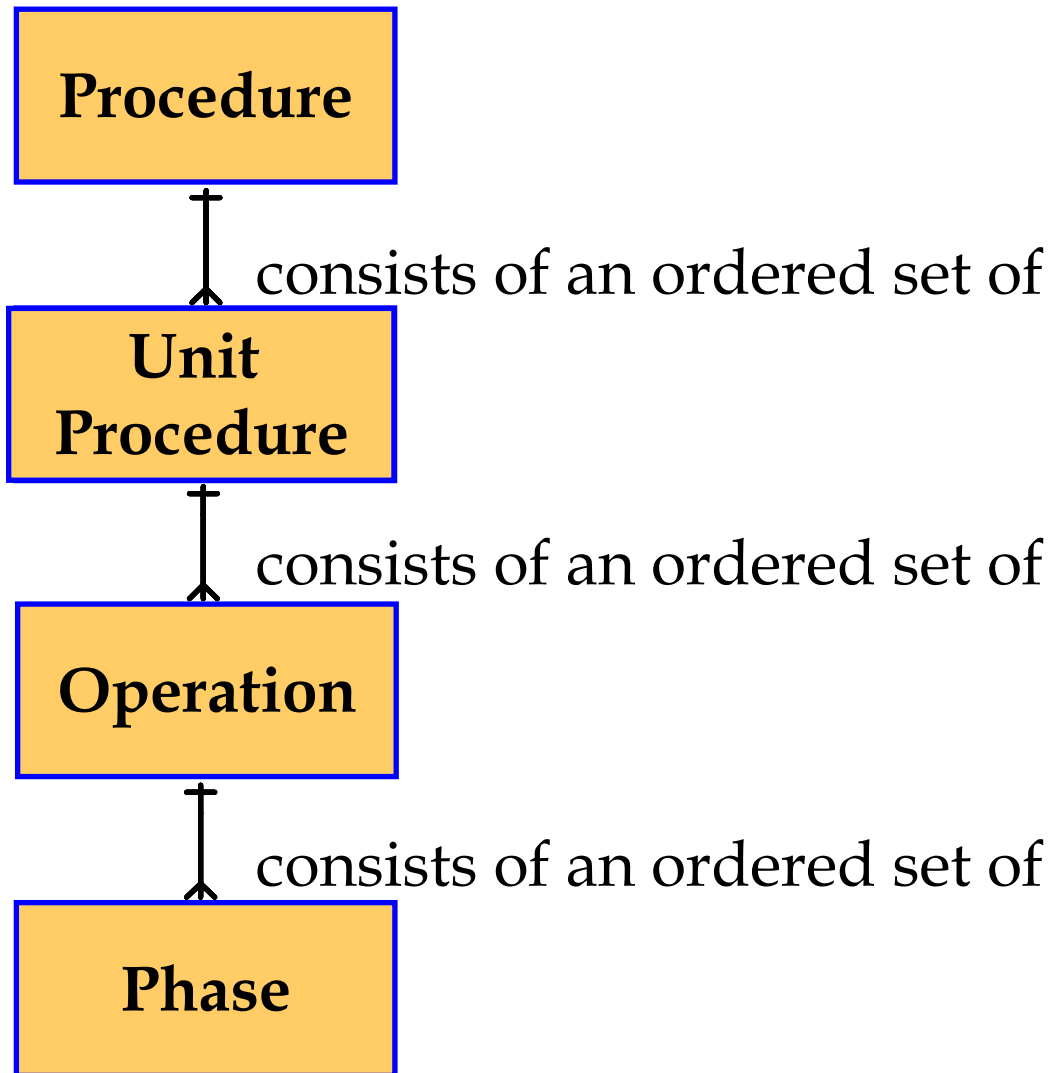 Procedure
consists of an ordered set of
Unit
Procedure
consists of an ordered set of
Operation
consists of an ordered set of
Phase